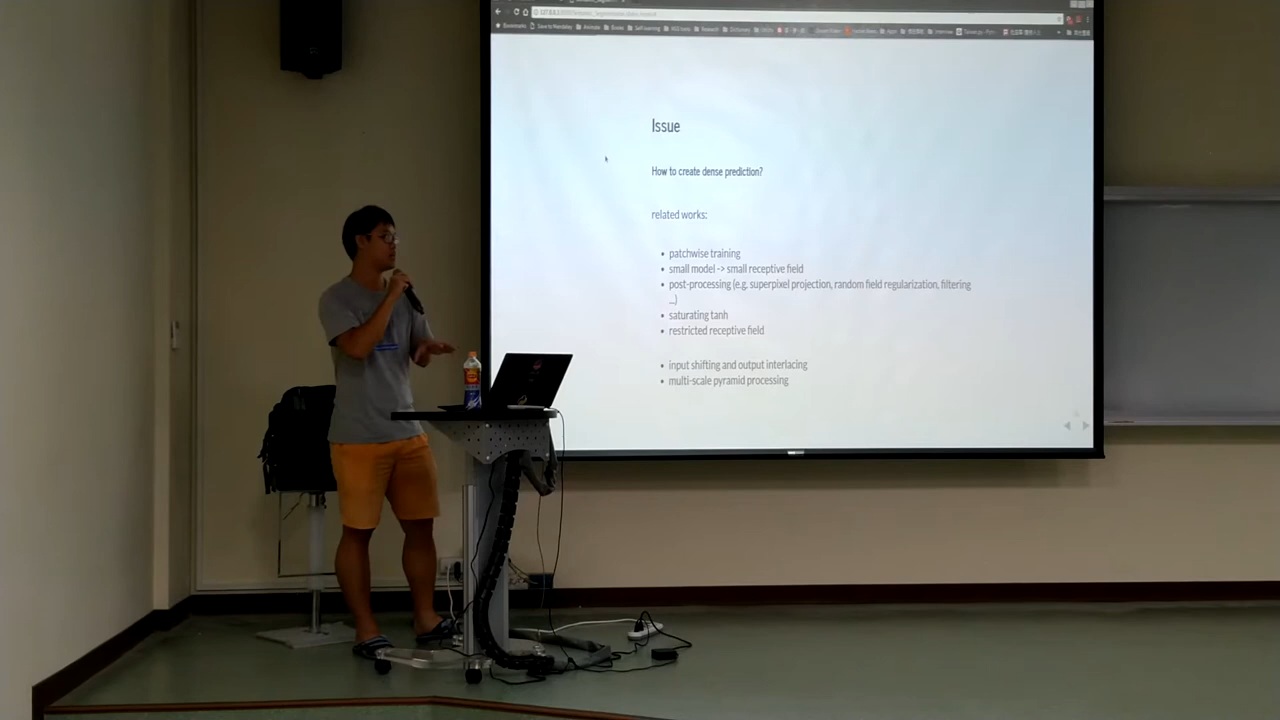 Issue
How to create dense prediction?
related works:
• patchwise training
• small model -> small receptive field
• post-processing (e.g. superpixel projection, random field regularization, filtering
...)
• saturating tanh
• restricted receptive field
• input shifting and output interlacing
• multi-scale pyramid processing